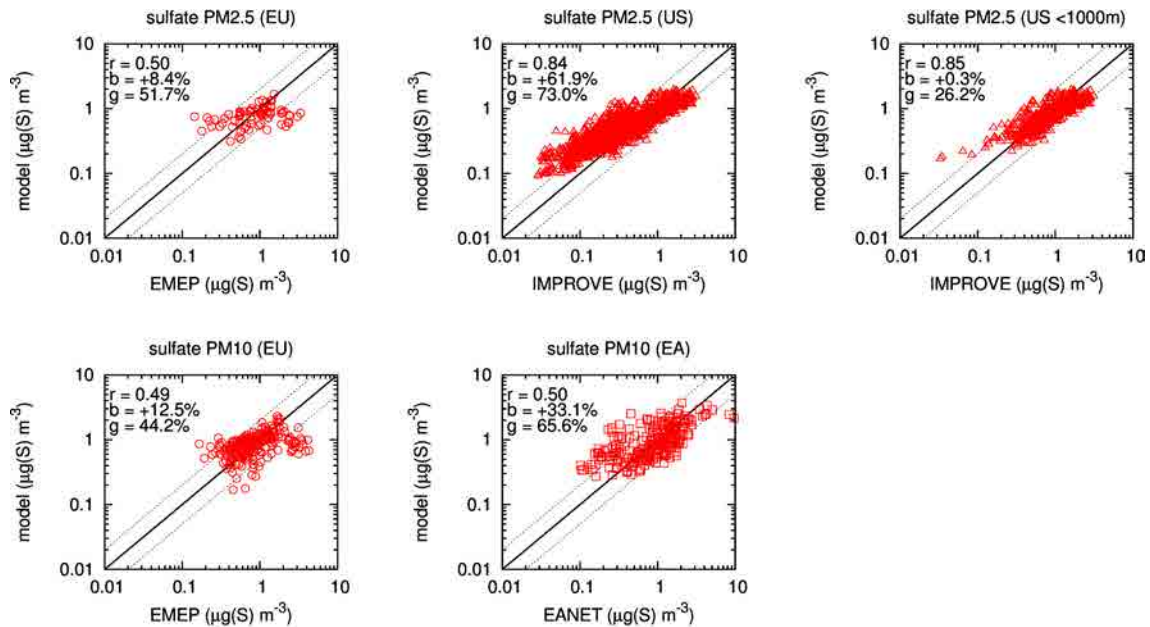 sulfate PM2.5 (EU)
10
1
0.1
0.01
model (µg(S) m-3)
r = 0.50
b = +8.4%
g = 51.7%
0.01 0.1 1 10
EMEP (µg(S) m-3)
sulfate PM2.5 (US)
10
1
0.1
0.01
model (µg(S) m-3)
r = 0.84
b = +61.9%
g = 73.0%
0.01 0.1 1 10
IMPROVE (µg(S) m-3)
sulfate PM2.5 (US <1000m)
10
1
0.1
0.01
model (µg(S) m-3)
r = 0.85
b = +0.3%
g = 26.2%
0.01 0.1 1 10
IMPROVE (µg(S) m-3)
sulfate PM10 (EU)
10
1
0.1
0.01
model (µg(S) m-3)
r = 0.49
b = +12.5%
g = 44.2%
0.01 0.1 1 10
EMEP (µg(S) m-3)
sulfate PM10 (EA)
10
1
0.1
0.01
model (µg(S) m-3)
r = 0.50
b = +33.1%
g = 65.6%
0.01 0.1 1 10
EANET (µg(S) m-3)